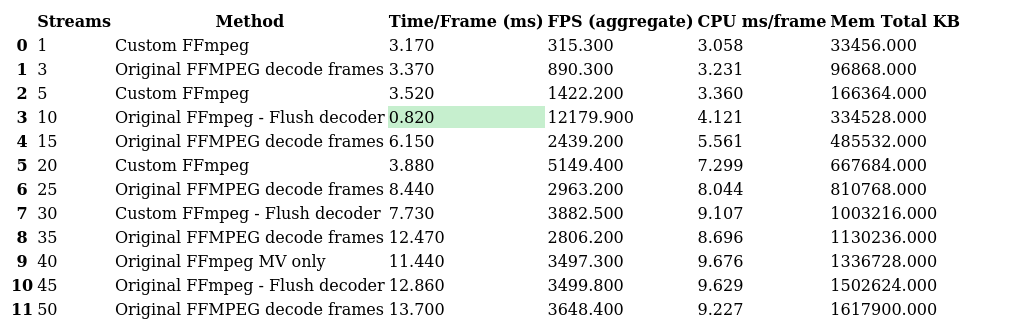 Streams Method Time/Frame (ms) FPS (aggregate) CPU ms/frame Mem Total KB
0 1 Custom FFmpeg 3.170 315.300 3.058 33456.000
1 3 Original FFMPEG decode frames 3.370 890.300 3.231 96868.000
2 5 Custom FFmpeg 3.520 1422.200 3.360 166364.000
3 10 Original FFmpeg - Flush decoder 0.820 12179.900 4.121 334528.000
4 15 Original FFMPEG decode frames 6.150 2439.200 5.561 485532.000
5 20 Custom FFmpeg 3.880 5149.400 7.299 667684.000
6 25 Original FFMPEG decode frames 8.440 2963.200 8.044 810768.000
7 30 Custom FFmpeg - Flush decoder 7.730 3882.500 9.107 1003216.000
8 35 Original FFMPEG decode frames 12.470 2806.200 8.696 1130236.000
9 40 Original FFmpeg MV only 11.440 3497.300 9.676 1336728.000
10 45 Original FFmpeg - Flush decoder 12.860 3499.800 9.629 1502624.000
11 50 Original FFMPEG decode frames 13.700 3648.400 9.227 1617900.000